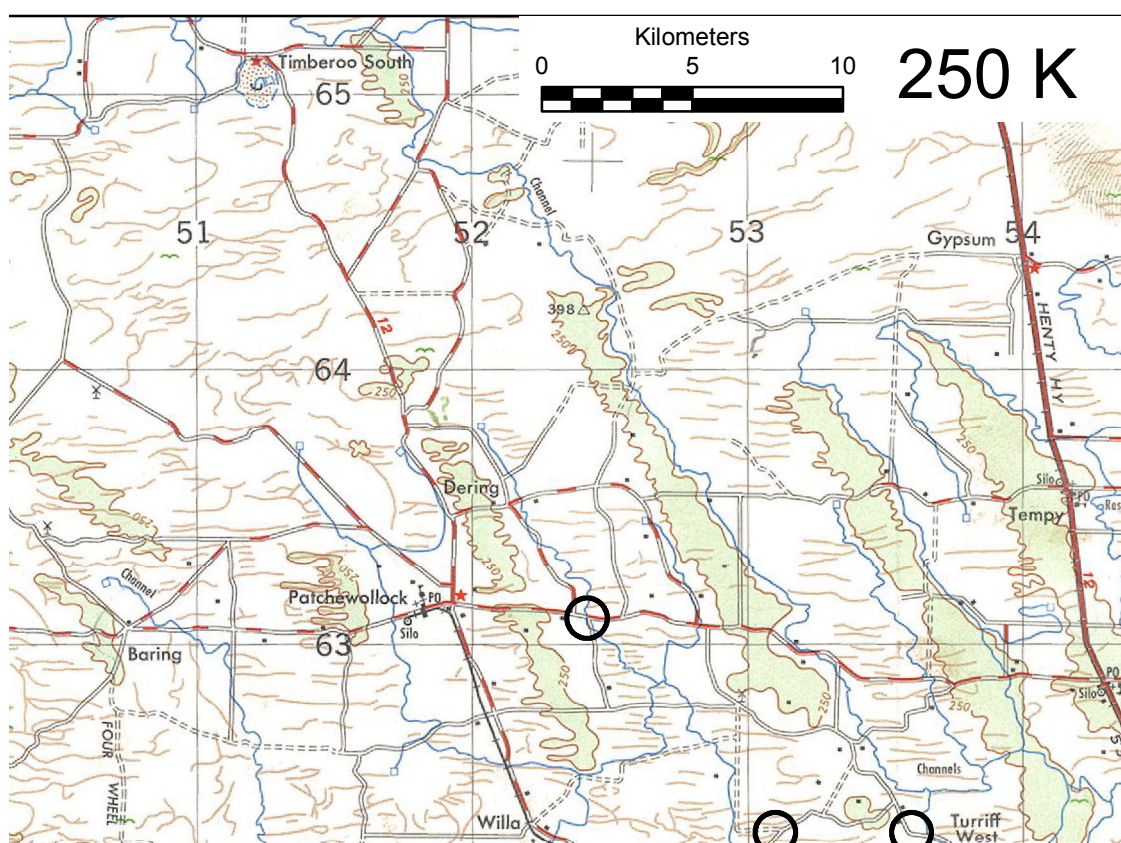 Kilometers
0 5 10
250 K
Timberoo South
250
65
Channel
51
52
53
54
Gypsum
398
250
12
HENTY HY
64
250
250
Dering
Silo
PO
Tempy
Res
250
250
250
12
Channel
Patchewollock
PO
Silo
63
Baring
250
250
250
PO
Silo
FOUR
WHEEL
Channels
Willa
Turriff
West